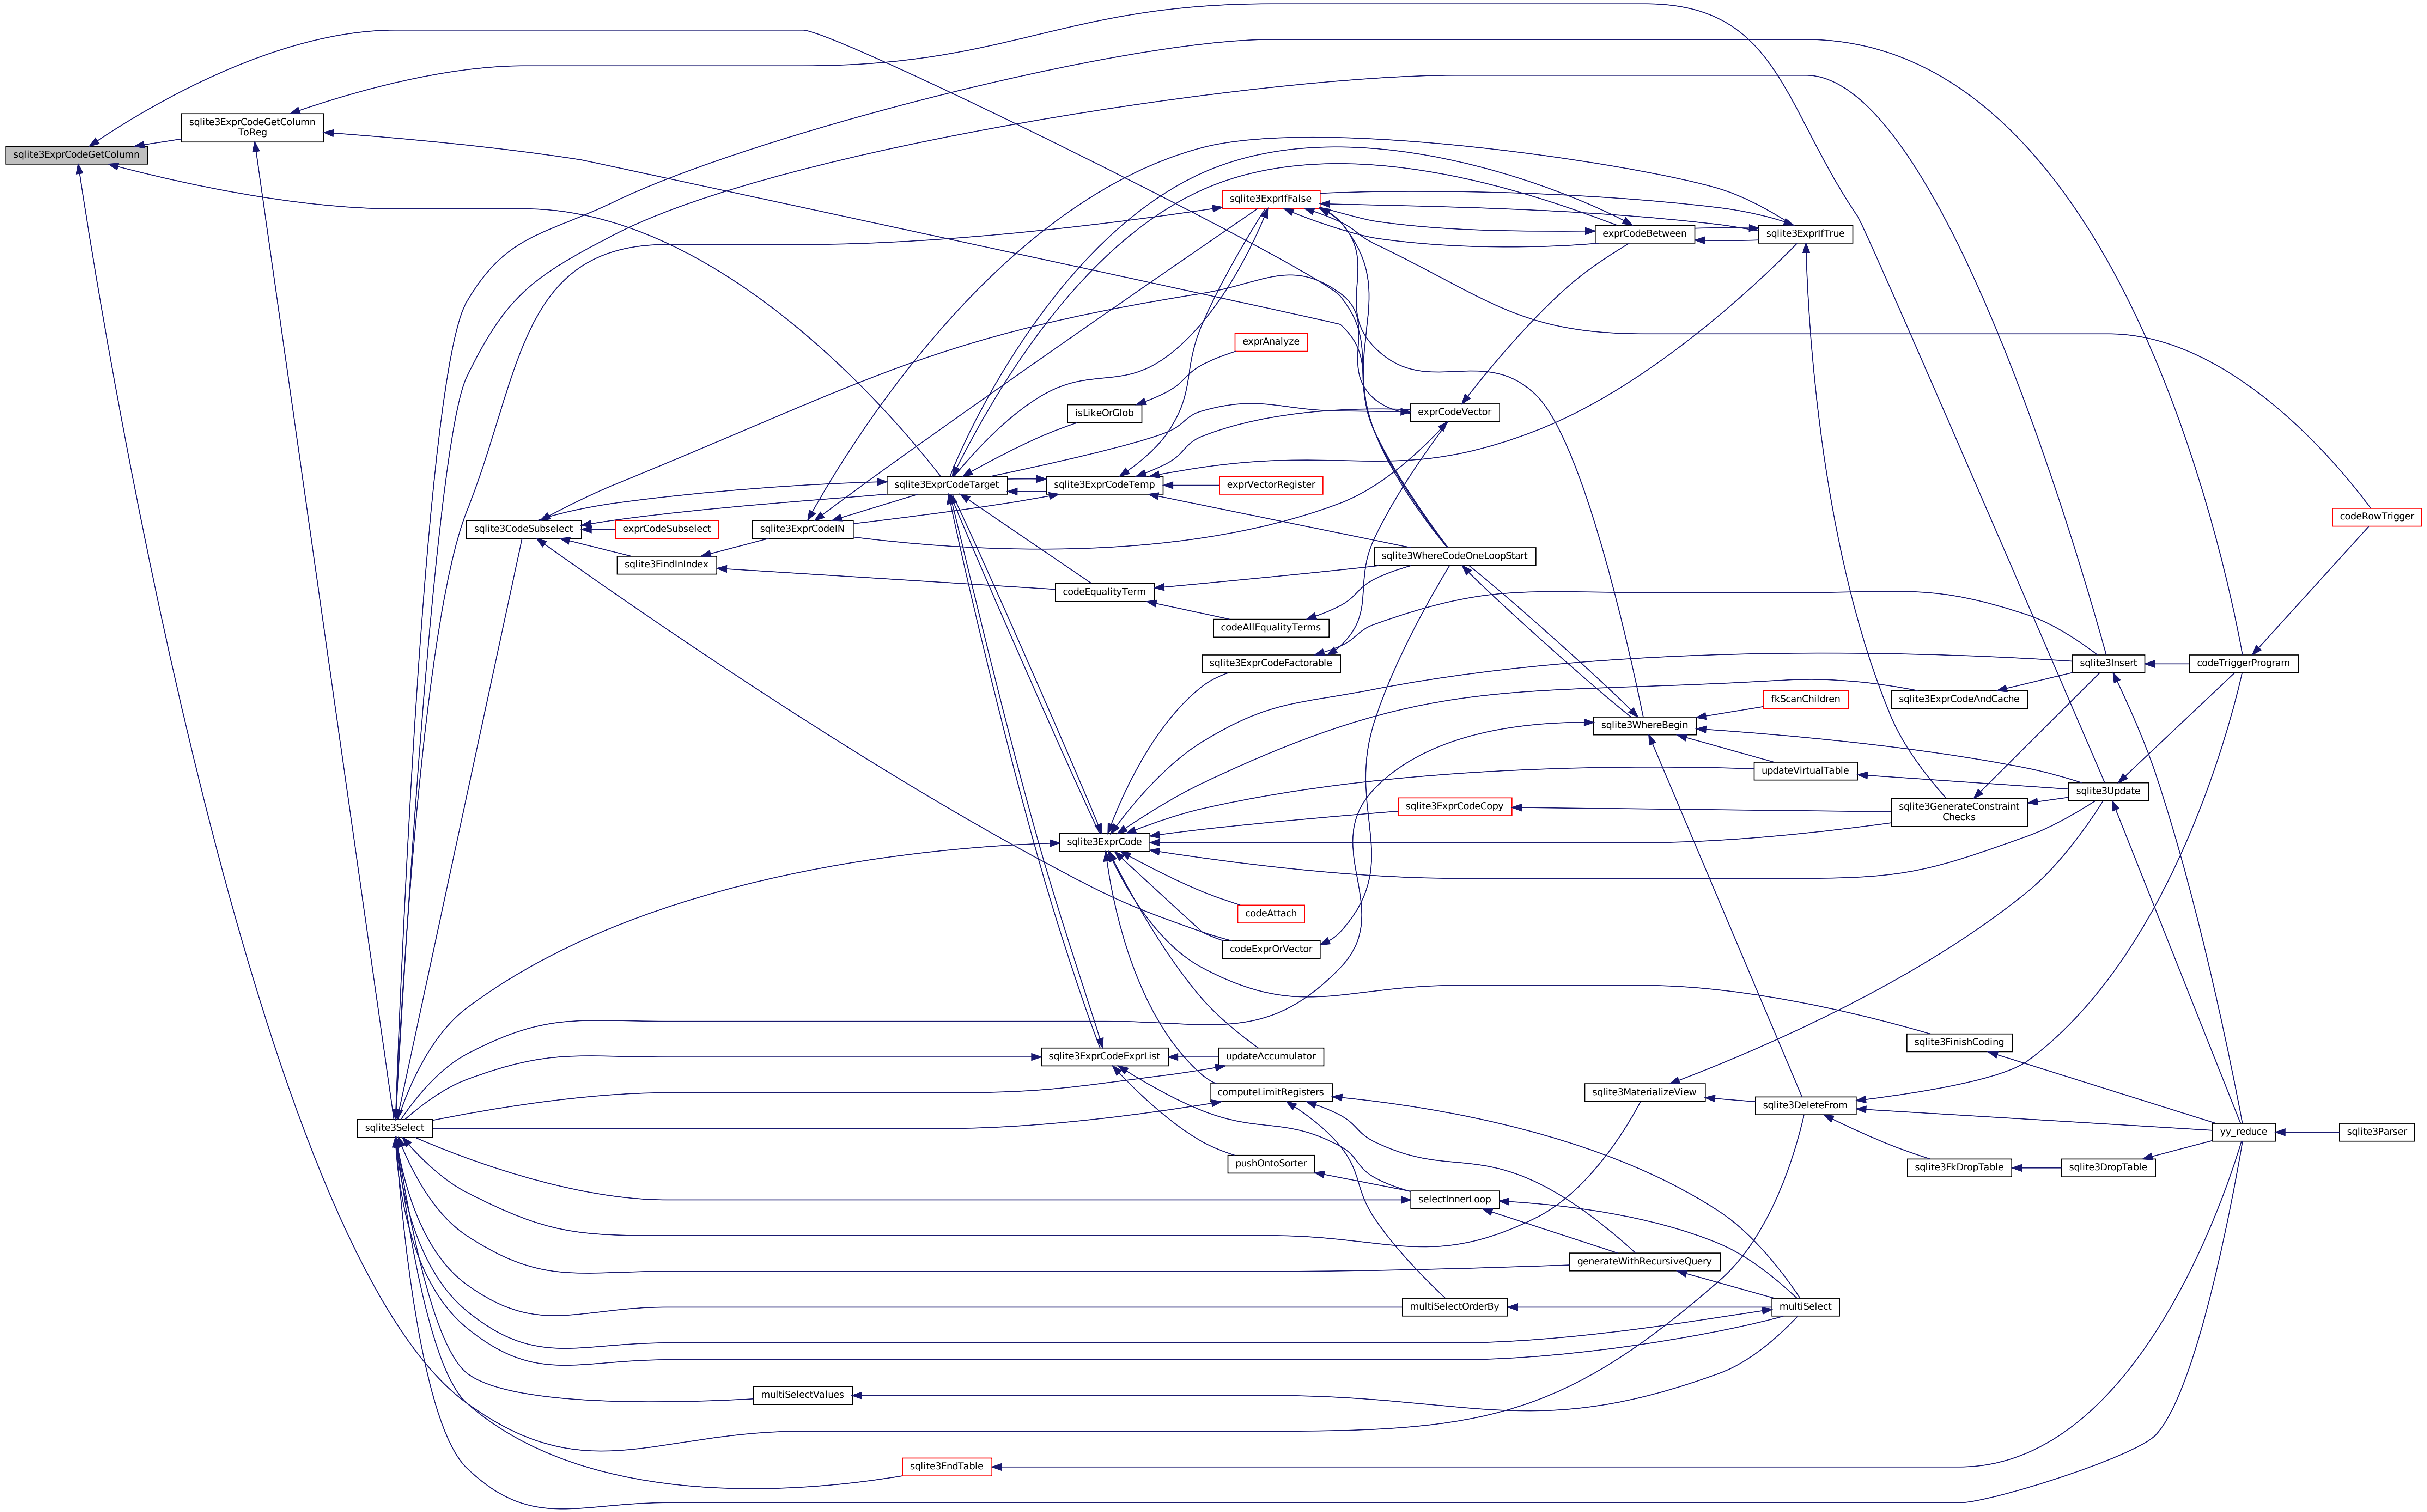 sqlite3ExprCodeGetColumn
sqlite3ExprCodeGetColumn
ToReg
sqlite3ExprIfFalse
exprCodeBetween
sqlite3ExprIfTrue
exprAnalyze
isLikeOrGlob
exprCodeVector
sqlite3ExprCodeTarget
sqlite3ExprCodeTemp
exprVectorRegister
codeRowTrigger
sqlite3CodeSubselect
exprCodeSubselect
sqlite3ExprCodeIN
sqlite3FindInIndex
sqlite3WhereCodeOneLoopStart
codeEqualityTerm
codeAllEqualityTerms
sqlite3ExprCodeFactorable
sqlite3Insert
codeTriggerProgram
sqlite3ExprCodeAndCache
fkScanChildren
sqlite3WhereBegin
updateVirtualTable
sqlite3Update
sqlite3ExprCodeCopy
sqlite3GenerateConstraint
Checks
sqlite3ExprCode
codeAttach
codeExprOrVector
sqlite3FinishCoding
sqlite3ExprCodeExprList
updateAccumulator
computeLimitRegisters
sqlite3MaterializeView
sqlite3DeleteFrom
sqlite3Select
yy_reduce
sqlite3Parser
pushOntoSorter
sqlite3FkDropTable
sqlite3DropTable
selectInnerLoop
generateWithRecursiveQuery
multiSelectOrderBy
multiSelect
multiSelectValues
sqlite3EndTable